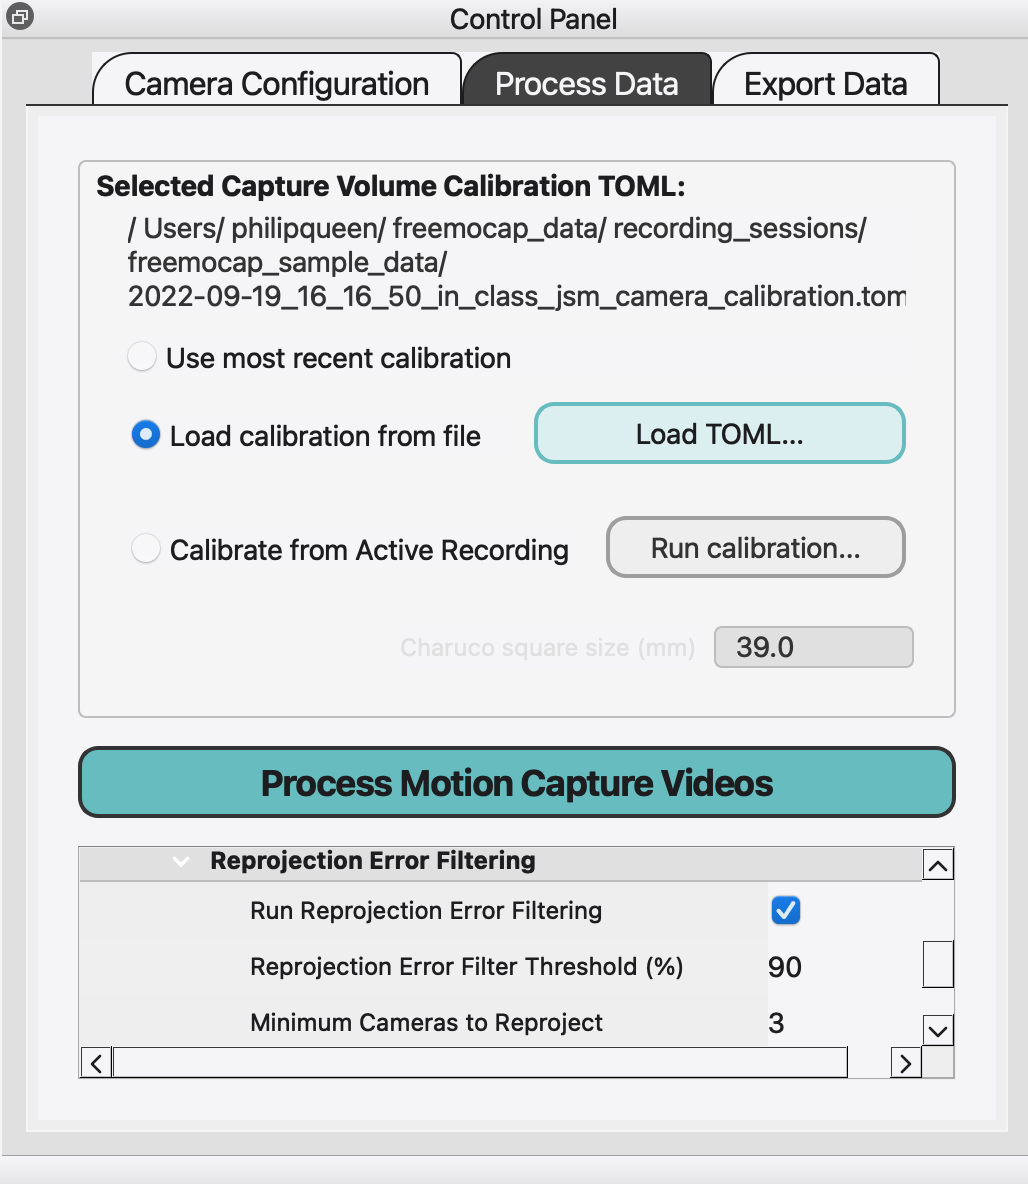 Control Panel
Camera Configuration
Process Data
Export Data
Selected Capture Volume Calibration TOML:
/ Users/ philipqueen/ freemocap_data/ recording_sessions/
freemocap_sample_data/
2022-09-19_16_16_50_in_class_jsm_camera_calibration.tom
Use most recent calibration
Load calibration from file
Load TOML...
Calibrate from Active Recording
Run calibration...
Charuco square size (mm)
39.0
Process Motion Capture Videos
Reprojection Error Filtering
Run Reprojection Error Filtering
Reprojection Error Filter Threshold (%)
90
Minimum Cameras to Reproject
3